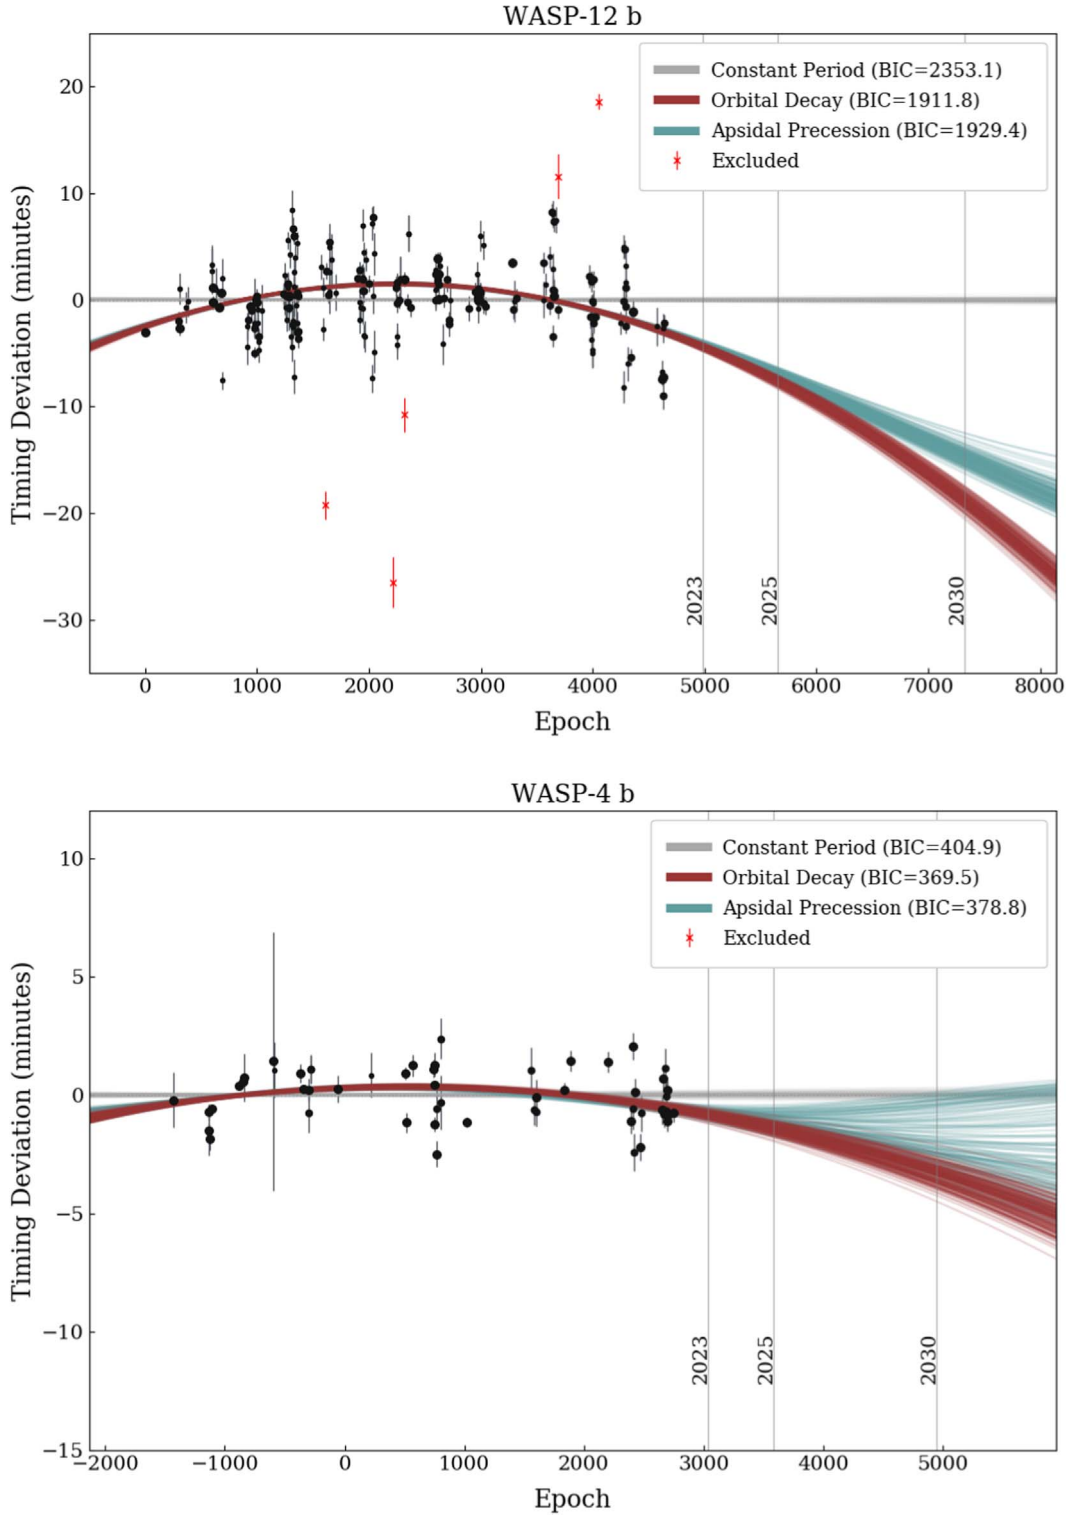 WASP-12 b
Constant Period (BIC=2353.1)
Orbital Decay (BIC=1911.8)
Apsidal Precession (BIC=1929.4)
Excluded
20
10
0
−10
−20
−30
Timing Deviation (minutes)
2023
2025
2030
0 1000 2000 3000 4000 5000 6000 7000 8000
Epoch
WASP-4 b
Constant Period (BIC=404.9)
Orbital Decay (BIC=369.5)
Apsidal Precession (BIC=378.8)
Excluded
10
5
0
−5
−10
−15
Timing Deviation (minutes)
2023
2025
2030
−2000 −1000 0 1000 2000 3000 4000 5000
Epoch